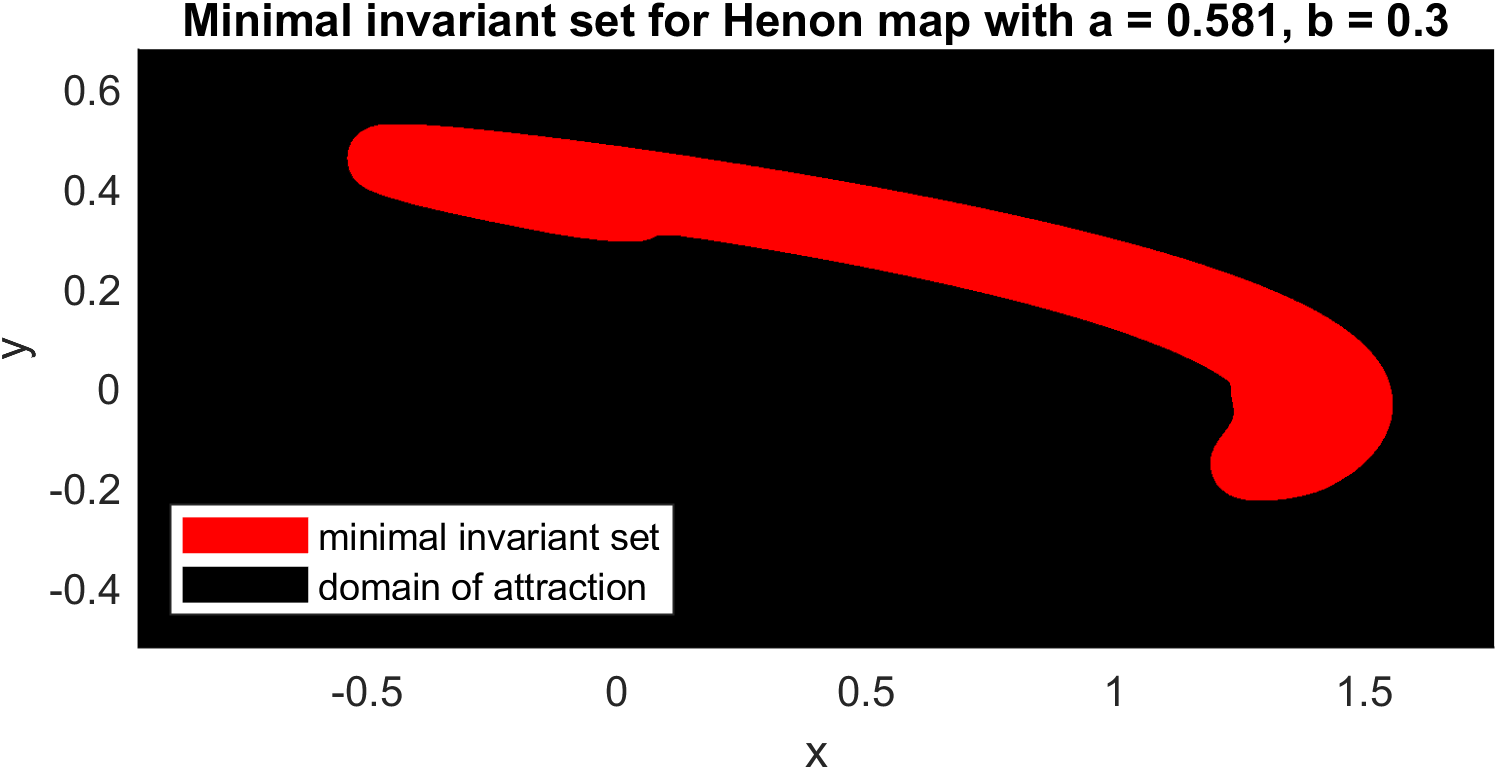 Minimal invariant set for Henon map with a = 0.581, b = 0.3
0.6
0.4
0.2
0
-0.2
-0.4
y
minimal invariant set
domain of attraction
-0.5 0 0.5 1 1.5
x